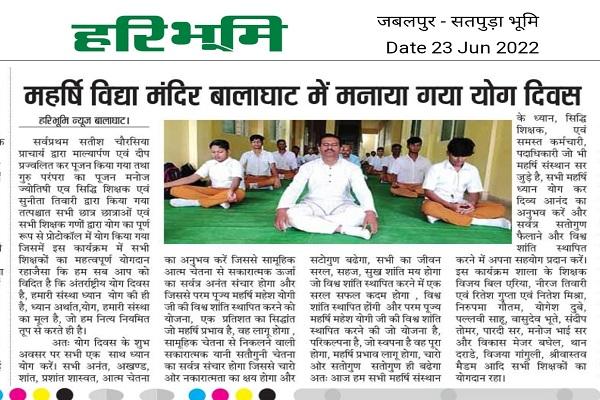 हरिभूमि
जबलपुर - सतपुड़ा भूमि
Date 23 Jun 2022
महर्षि विद्या मंदिर बालाघाट में मनाया गया योग दिवस
हरिभूमि न्यूज बालाघाट।
सर्वप्रथम सतीश चौरसिया
प्राचार्य द्वारा माल्यार्पण एवं दीप
प्रज्वलित कर पूजन किया गया तथा
गुरु परंपरा का पूजन मनोज
ज्योतिषी एव सिद्धि शिक्षक एवं
सुनीता तिवारी द्वारा किया गया
तत्पश्चात सभी छात्र छात्राओं एवं
सभी शिक्षक गणों द्वारा योग का पूर्ण
रूप से प्रोटोकॉल में योग किया गया
जिसमें इस कार्यक्रम में सभी
शिक्षकों का महत्वपूर्ण योगदान
रहाजैसा कि हम सब आप को
विदित है कि अंतर्राष्ट्रीय योग दिवस
है, हमारी संस्था ध्यान योग की ही
है, ध्यान अर्थात,योग, हमारी संस्था
का मूल है, जो हम नित्य नियमित
तूप से करते ही है।
अतः योग दिवस के शुभ
अवसर पर सभी एक साथ ध्यान
योग करें। सभी अनंत, अखण्ड,
शांत, प्रशांत शास्वत, आत्म चेतना
का अनुभव करें जिससे सामूहिक
आत्म चेतना से सकारात्मक ऊर्जा
का सर्वत्र अनंत संचार होगा और
जिससे परम पूज्य महर्षि महेश योगी
जी की विश्व शांति स्थापित करने की
योजना, एक प्रतिशत का सिद्धांत
जो महर्षि प्रभाव है, वह लागू होगा ,
सामूहिक चेतना से निकलने वाली
सकारात्मक यानी सतोगुनी चेतना
का सर्वत्र संचार होगा जिससे चारो
ओर नकारात्मता का क्षय होगा और
सतोगुण बढेगा, सभी का जीवन
सरल, सहज, सुख शांति मय होगा
जो विश्व शांति स्थापित करने में एक
सरल सफल कदम होगा , विश्व
शांति स्थापित होंगी और परम पूज्य
महर्षि महेश योगी जी की विश्व शांति
स्थापित करने की जो योजना है,
परिकल्पना है, जो स्वपना है वह पूरा
होगा, महर्षि प्रभाव लागू होगा, चारो
ओर सतोगुण सतोगुण ही बढेगा
अतः आज हम सभी महर्षि संस्थान
के ध्यान, सिद्धि
शिक्षक, एवं
समस्त कर्मचारी,
पदाधिकारी जो भी
महर्षि संस्थान सर
जुड़े है, सभी महर्षि
ध्यान योग कर
दिव्य आनंद का
अनुभव करें और
सर्वत्र सतोगुण
फैलाने और विश्व
शांति स्थापित
करने में अपना सहयोग प्रदान करें।
इस कार्यक्रम शाला के शिक्षक
विजय बिल एरिया, नीरज तिवारी
एवं रितेश गुप्ता एवं नितेश मिश्रा,
निरुपमा गौतम, योगेश दुबे,
पल्लवी साहू, वासुदेव भूते, संदीप
तोमर, पारदी सर, मनोज भाई सर
और विकास मेजर बघेल, थान
दराडे, विजया गांगुली, श्रीवास्तव
मैडम आदि सभी शिक्षकों का
योगदान रहा।